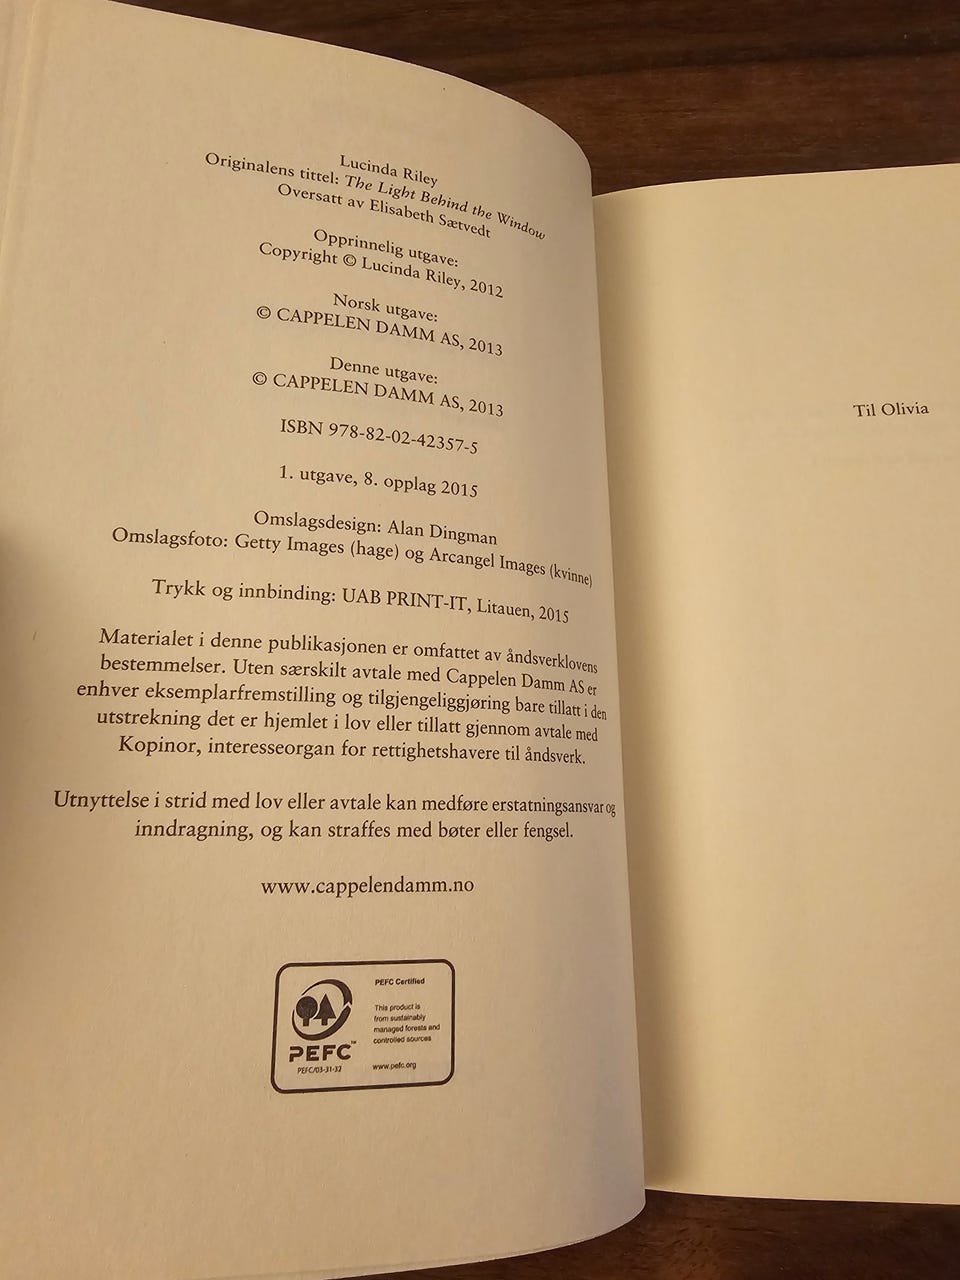 Lucinda Riley
Originalens tittel: The Light Behind the Window
Oversatt av Elisabeth Sætvedt
Opprinnelig utgave:
Copyright © Lucinda Riley, 2012
Norsk utgave:
© CAPPELEN DAMM AS, 2013
Denne utgave:
© CAPPELEN DAMM AS, 2013
ISBN 978-82-02-42357-5
1. utgave, 8. opplag 2015
Omslagsdesign: Alan Dingman
Omslagsfoto: Getty Images (hage) og Arcangel Images (kvinne)
Trykk og innbinding: UAB PRINT-IT, Litauen, 2015
Materialet i denne publikasjonen er omfattet av åndsverklovens
bestemmelser. Uten særskilt avtale med Cappelen Damm AS er
enhver eksemplarfremstilling og tilgjengeliggjøring bare tillatt i den
utstrekning det er hjemlet i lov eller tillatt gjennom avtale med
Kopinor, interesseorgan for rettighetshavere til åndsverk.
Utnyttelse i strid med lov eller avtale kan medføre erstatningsansvar og
inndragning, og kan straffes med bøter eller fengsel.
www.cappelendamm.no
PEFC™
PEFC/03-31-32
PEFC Certified
This product is
from sustainably
managed forests and
controlled sources
www.pefc.org
Til Olivia